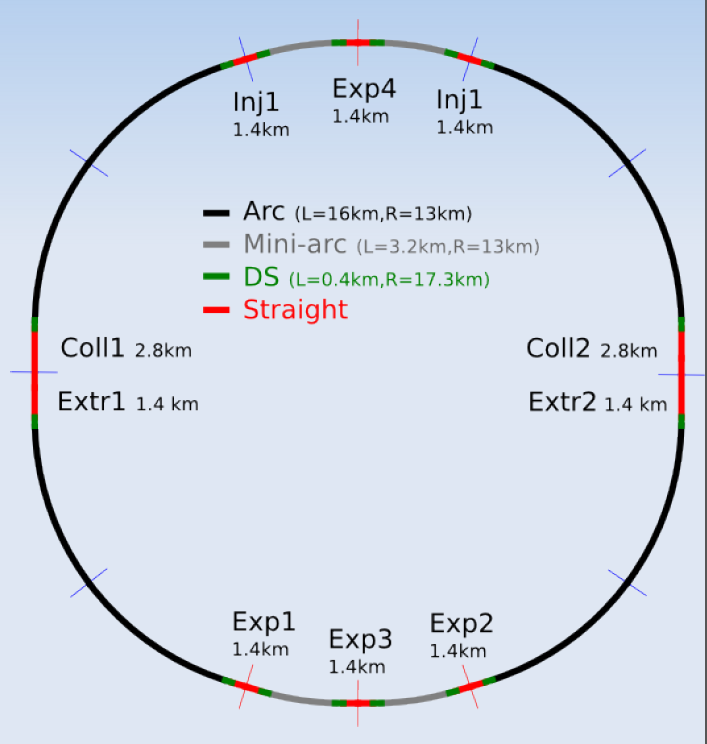 Exp4
1.4km
Inj1
1.4km
Inj1
1.4km
Arc (L=16km,R=13km)
Mini-arc (L=3.2km,R=13km)
DS (L=0.4km,R=17.3km)
Straight
Coll1 2.8km
Coll2 2.8km
Extr1 1.4 km
Extr2 1.4 km
Exp1
1.4km
Exp3
1.4km
Exp2
1.4km